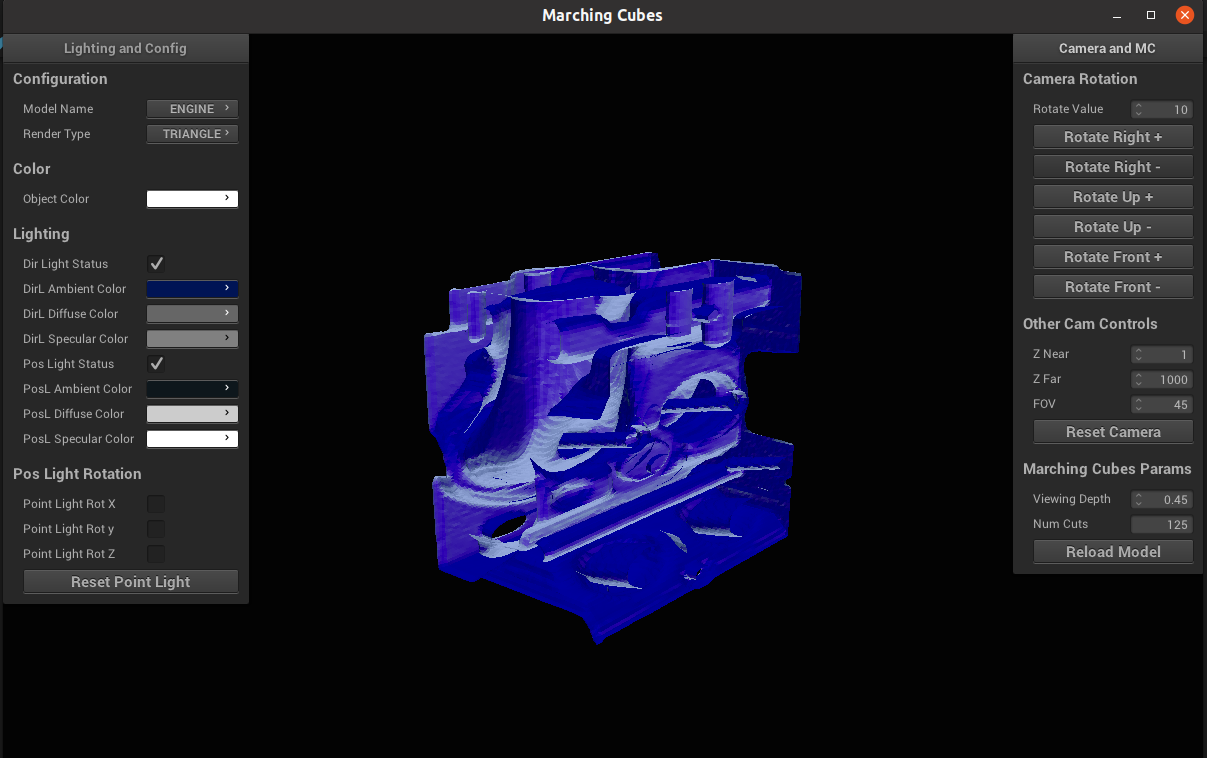 Marching Cubes
Lighting and Config
Configuration
Model Name ENGINE
Render Type TRIANGLE
Color
Object Color
Lighting
Dir Light Status
DirL Ambient Color
DirL Diffuse Color
DirL Specular Color
Pos Light Status
PosL Ambient Color
PosL Diffuse Color
PosL Specular Color
Pos Light Rotation
Point Light Rot X
Point Light Rot y
Point Light Rot Z
Reset Point Light
Camera and MC
Camera Rotation
Rotate Value 10
Rotate Right +
Rotate Right -
Rotate Up +
Rotate Up -
Rotate Front +
Rotate Front -
Other Cam Controls
Z Near 1
Z Far 1000
FOV 45
Reset Camera
Marching Cubes Params
Viewing Depth 0.45
Num Cuts 125
Reload Model